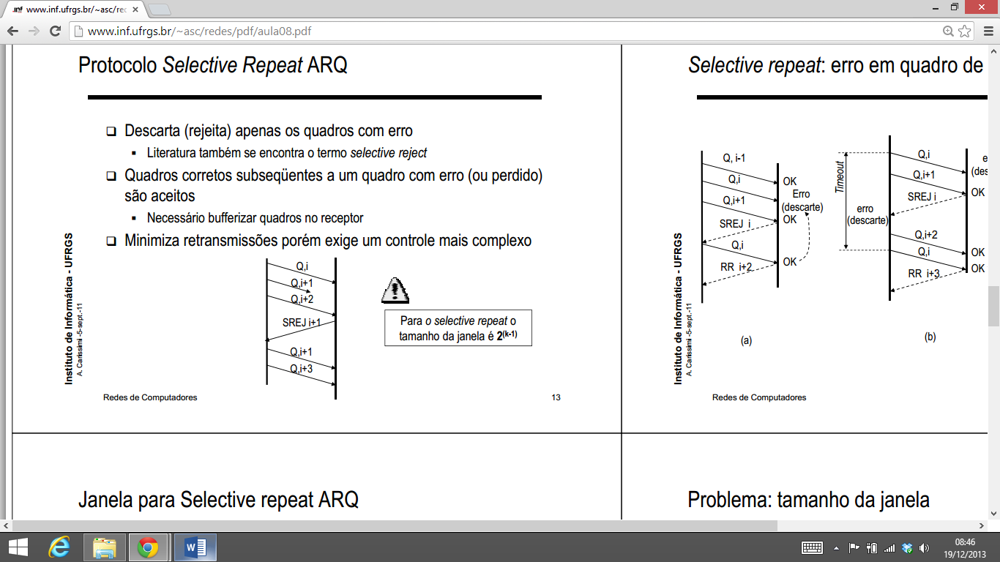 www.inf.ufrgs.br/~asc/rec
www.inf.ufrgs.br/~asc/redes/pdf/aula08.pdf
Protocolo Selective Repeat ARQ
Descarta (rejeita) apenas os quadros com erro
Literatura também se encontra o termo selective reject
Quadros corretos subseqüentes a um quadro com erro (ou perdido)
são aceitos
Necessário bufferizar quadros no receptor
Minimiza retransmissões porém exige um controle mais complexo
Q,i
Q,i+1
Q,i+2
SREJ i+1
Q,i+1
Q,i+3
Para o selective repeat o
tamanho da janela é 2(k-1)
Instituto de Informática - UFRGS
A. Carissimi -5-sept.-11
Redes de Computadores
13
Selective repeat: erro em quadro de
Q, i-1
Q,i
Q,i+1
SREJ i
Q,i
RR i+2
OK
Erro
(descarte)
OK
OK
(a)
Timeout
Q,i
Q,i+1
SREJ i
erro
(descarte)
Q,i+2
Q,i
RR i+3
OK
OK
OK
(b)
Instituto de Informática - UFRGS
A. Carissimi -5-sept.-11
Redes de Computadores
Janela para Selective repeat ARQ
Problema: tamanho da janela
08:46
19/12/2013